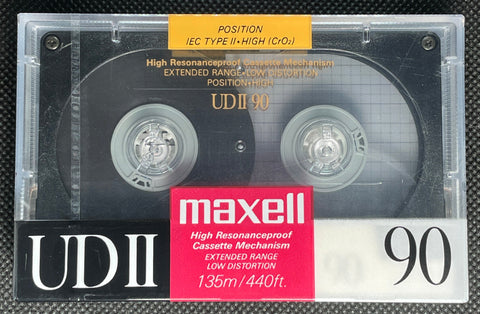 POSITION
IEC TYPE II•HIGH (CrO₂)
High Resonanceproof Cassette Mechanism
EXTENDED RANGE•LOW DISTORTION
POSITION•HIGH
UDII 90
maxell
High Resonanceproof
Cassette Mechanism
EXTENDED RANGE
LOW DISTORTION
135m/440ft.
UDII
90